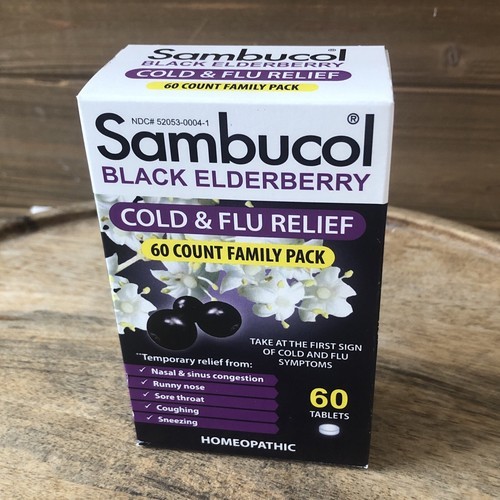 Sambucol®
BLACK ELDERBERRY
COLD & FLU RELIEF
60 COUNT FAMILY PACK
NDC# 52053-0004-1
Sambucol®
BLACK ELDERBERRY
COLD & FLU RELIEF
60 COUNT FAMILY PACK
TAKE AT THE FIRST SIGN
OF COLD AND FLU
SYMPTOMS
**Temporary relief from:
✓ Nasal & sinus congestion
✓ Runny nose
✓ Sore throat
✓ Coughing
✓ Sneezing
60
TABLETS
HOMEOPATHIC